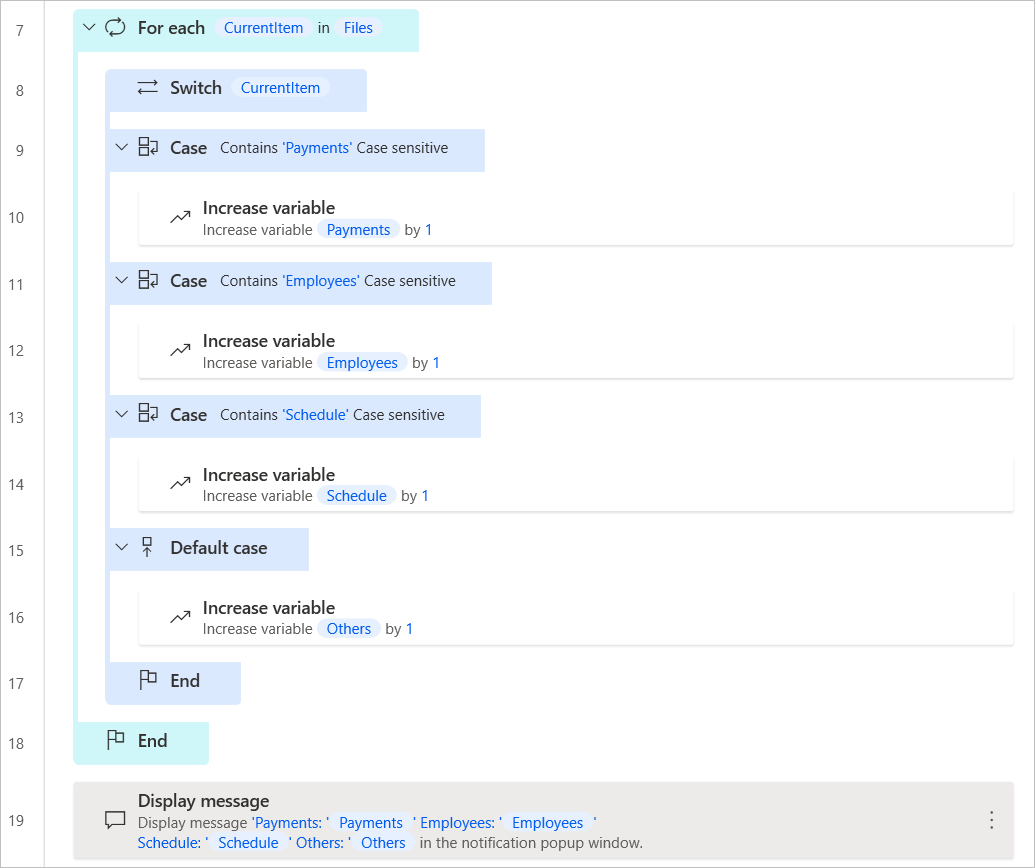 7 For each CurrentItem in Files
8 Switch CurrentItem
9 Case Contains 'Payments' Case sensitive
10 Increase variable
Increase variable Payments by 1
11 Case Contains 'Employees' Case sensitive
12 Increase variable
Increase variable Employees by 1
13 Case Contains 'Schedule' Case sensitive
14 Increase variable
Increase variable Schedule by 1
15 Default case
16 Increase variable
Increase variable Others by 1
17 End
18 End
19 Display message
Display message 'Payments: ' Payments ' Employees: ' Employees '
Schedule: ' Schedule ' Others: ' Others in the notification popup window.